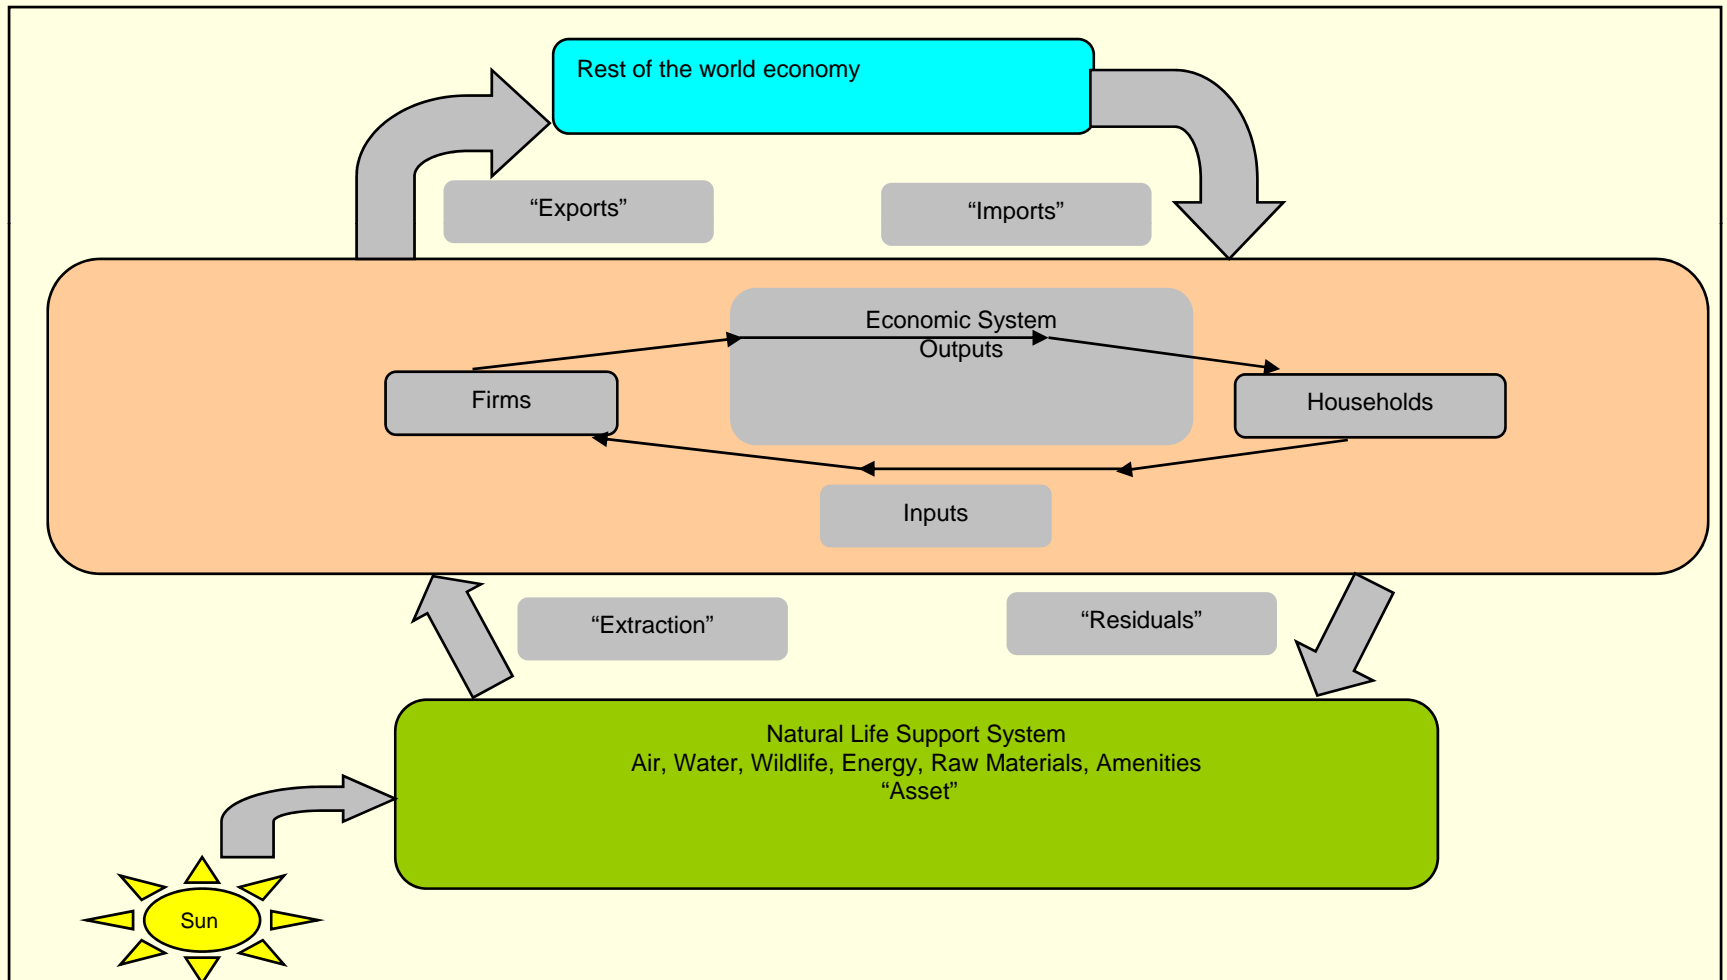 Rest of the world economy
“Exports”
“Imports”
Economic System
Outputs
Firms
Households
Inputs
“Extraction”
“Residuals”
Natural Life Support System
Air, Water, Wildlife, Energy, Raw Materials, Amenities
“Asset”
Sun